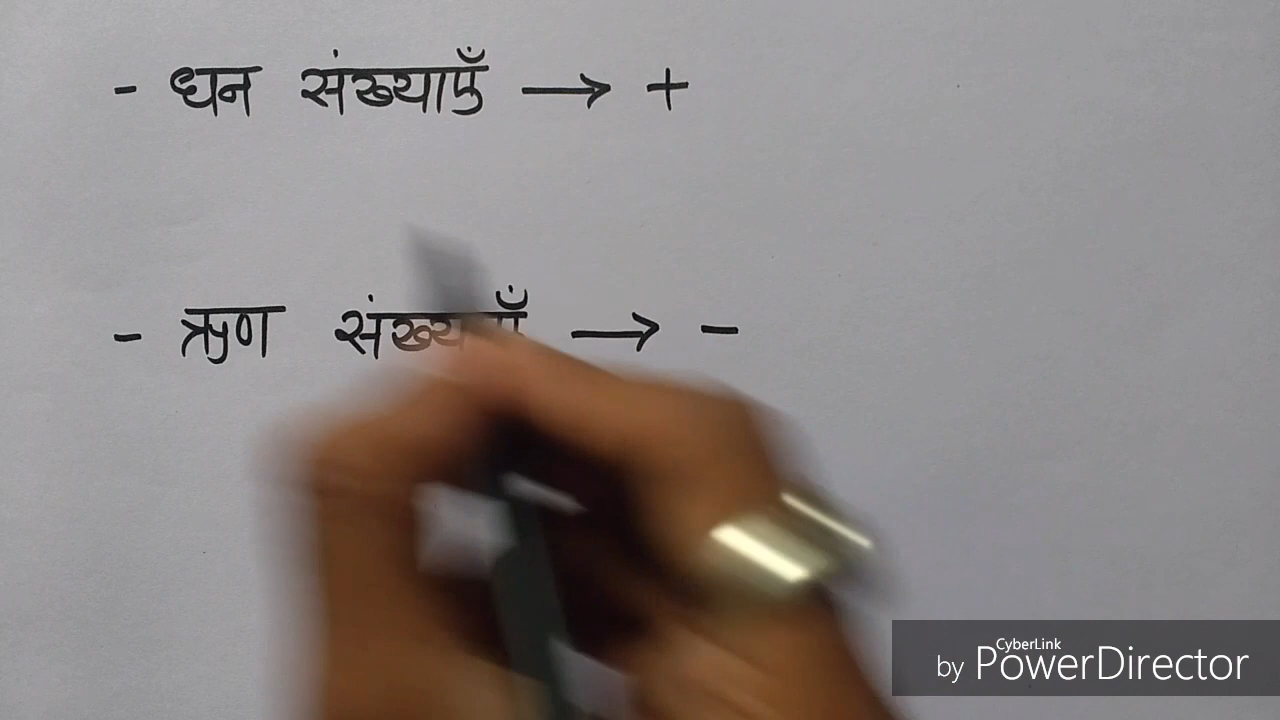 - धन संख्याएँ → +
- ऋण संख्याएँ → -
CyberLink
by PowerDirector